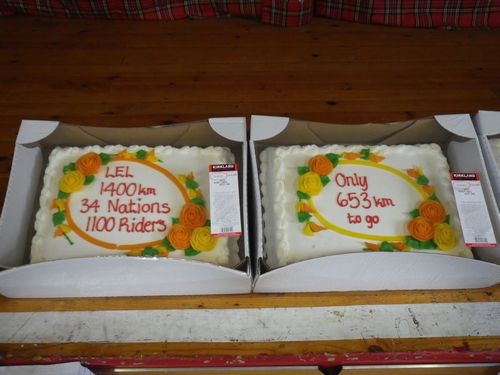 LEL
1400 km
34 Nations
1100 Riders
KIRKLAND
Only
653 km
to go
KIRKLAND